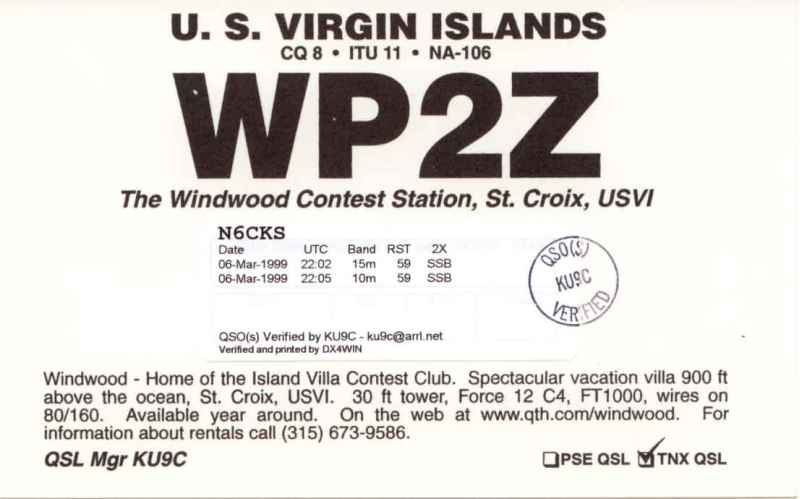 U. S. VIRGIN ISLANDS
CQ 8 • ITU 11 • NA-106
WP2Z
The Windwood Contest Station, St. Croix, USVI
N6CKS
Date UTC Band RST 2X
06-Mar-1999 22:02 15m 59 SSB
06-Mar-1999 22:05 10m 59 SSB
QSO(S)
KU9C
VERIFIED
QSO(s) Verified by KU9C - ku9c@arrl.net
Verified and printed by DX4WIN
Windwood - Home of the Island Villa Contest Club. Spectacular vacation villa 900 ft
above the ocean, St. Croix, USVI. 30 ft tower, Force 12 C4, FT1000, wires on
80/160. Available year around. On the web at www.qth.com/windwood. For
information about rentals call (315) 673-9586.
QSL Mgr KU9C
PSE QSL TNX QSL